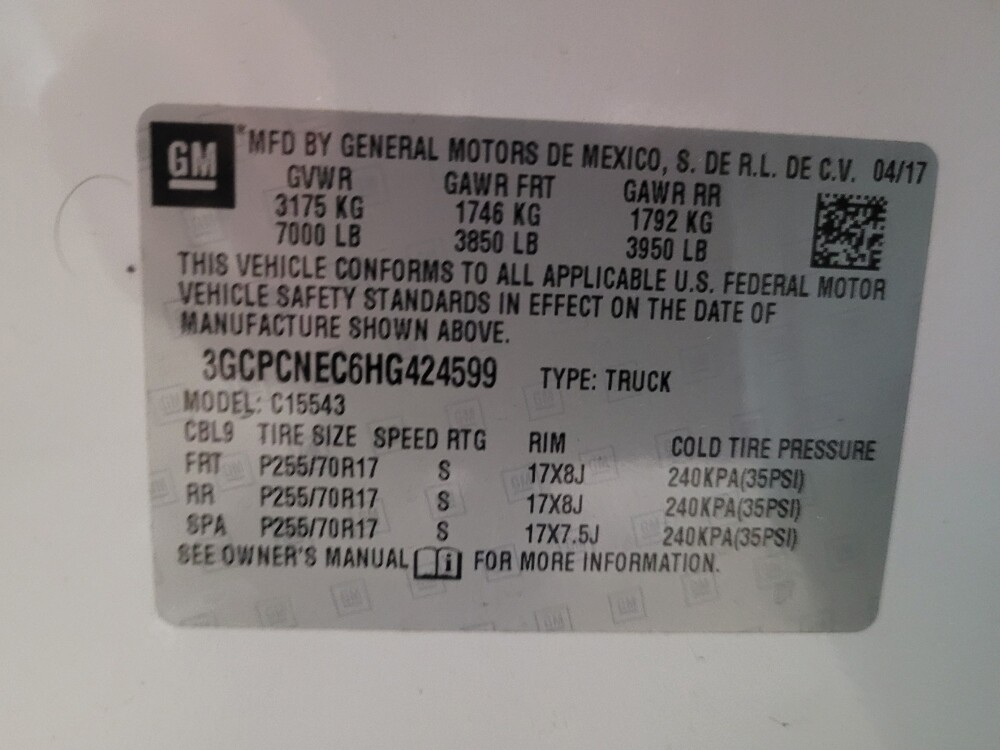 GM *MFD BY GENERAL MOTORS DE MEXICO, S. DE R.L. DE C.V. 04/17
GVWR GAWR FRT GAWR RR
3175 KG 1746 KG 1792 KG
7000 LB 3850 LB 3950 LB
THIS VEHICLE CONFORMS TO ALL APPLICABLE U.S. FEDERAL MOTOR
VEHICLE SAFETY STANDARDS IN EFFECT ON THE DATE OF
MANUFACTURE SHOWN ABOVE.
3GCPCNEC6HG424599 TYPE: TRUCK
MODEL: C15543
CBL9 TIRE SIZE SPEED RTG RIM COLD TIRE PRESSURE
FRT P255/70R17 S 17X8J 240KPA(35PSI)
RR P255/70R17 S 17X8J 240KPA(35PSI)
SPA P255/70R17 S 17X7.5J 240KPA(35PSI)
SEE OWNER'S MANUAL i FOR MORE INFORMATION.